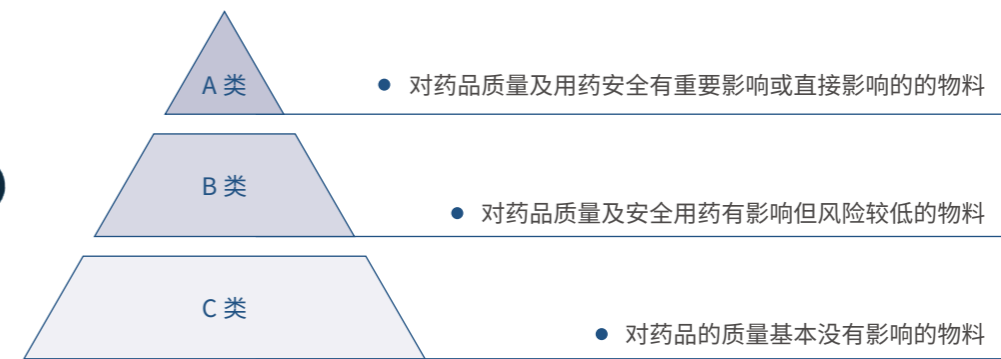 A 类
● 对药品质量及用药安全有重要影响或直接影响的的物料
B 类
● 对药品质量及安全用药有影响但风险较低的物料
C 类
● 对药品的质量基本没有影响的物料